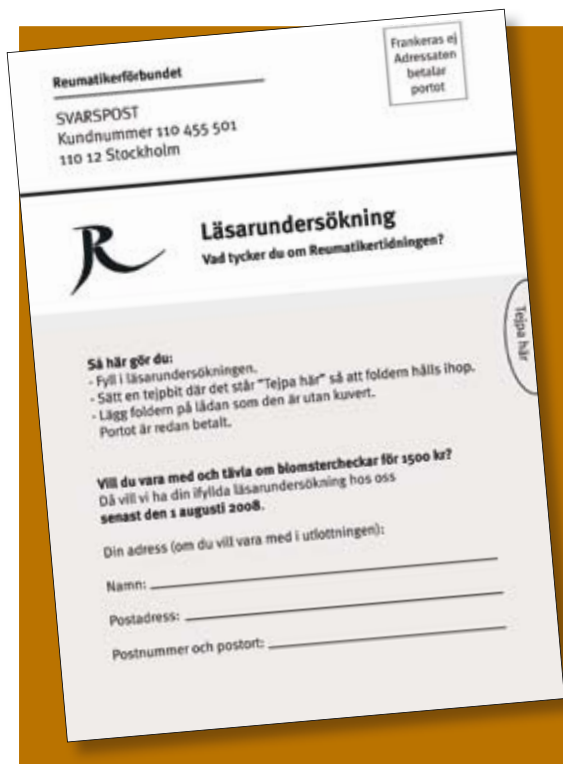 Reumatikerförbundet
SVARSPOST
Kundnummer 110 455 501
110 12 Stockholm
Frankeras ej
Adressaten
betalar
portot
R
Läsarundersökning
Vad tycker du om Reumatikertidningen?
Tejpa här
Så här gör du:
- Fyll i läsarundersökningen.
- Sätt en tejpbit där det står "Tejpa här" så att foldern hålls ihop.
- Lägg foldern på lådan som den är utan kuvert.
Portot är redan betalt.
Vill du vara med och tävla om blomstercheckar för 1500 kr?
Då vill vi ha din ifyllda läsarundersökning hos oss
senast den 1 augusti 2008.
Din adress (om du vill vara med i utlottningen):
Namn:
Postadress:
Postnummer och postort: